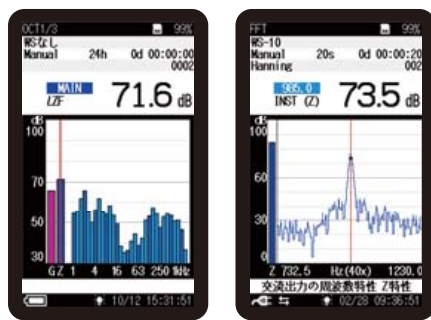 OCT1/3 99%
WSなし
Manual 24h 0d 00:00:00
0002
MAIN
LZF 71.6 dB
dB
100
70
50
30
G Z 1 4 16 63 250 1kHz
10/12 15:31:51
FFT 99%
WS-10
Manual 20s 0d 00:00:20
Hanning 002
985.0
INST (Z) 73.5 dB
dB
100
60
30
0
Z 732.5 Hz(40x) 1230.0
交流出力の周波数特性 Z特性
02/28 09:36:51